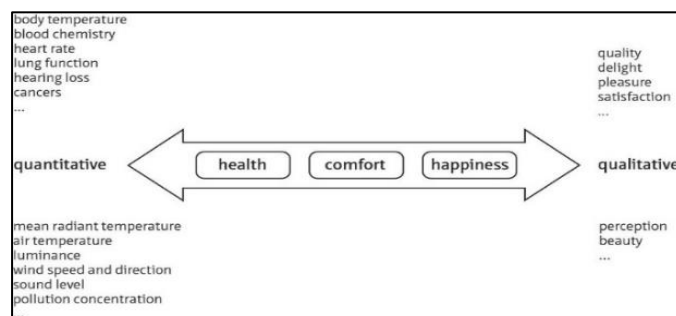 body temperature
blood chemistry
heart rate
lung function
hearing loss
cancers
...
quality
delight
pleasure
satisfaction
...
quantitative
health
comfort
happiness
qualitative
mean radiant temperature
air temperature
luminance
wind speed and direction
sound level
pollution concentration
...
perception
beauty
...